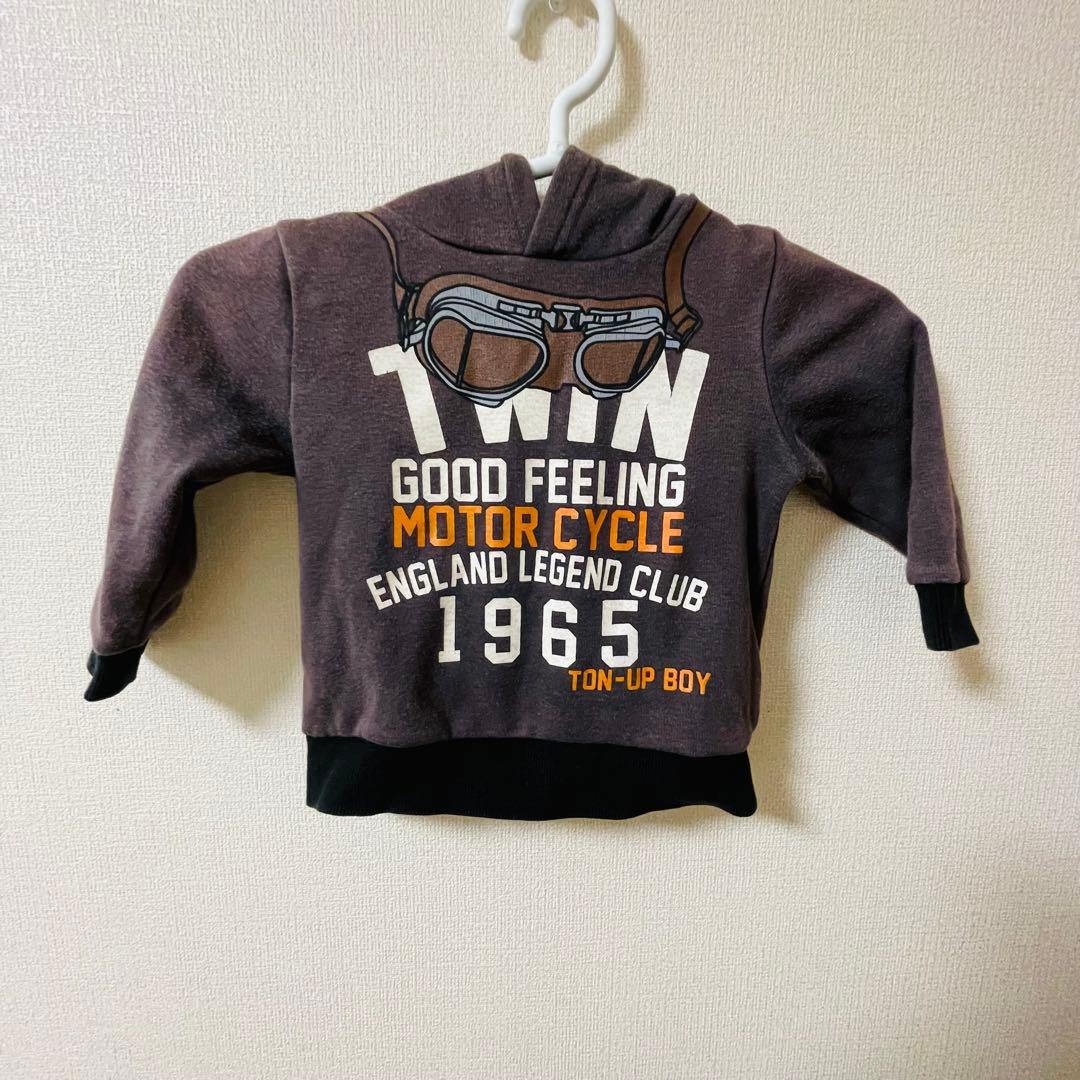 TWIN
GOOD FEELING
MOTOR CYCLE
ENGLAND LEGEND CLUB
1965
TON-UP BOY